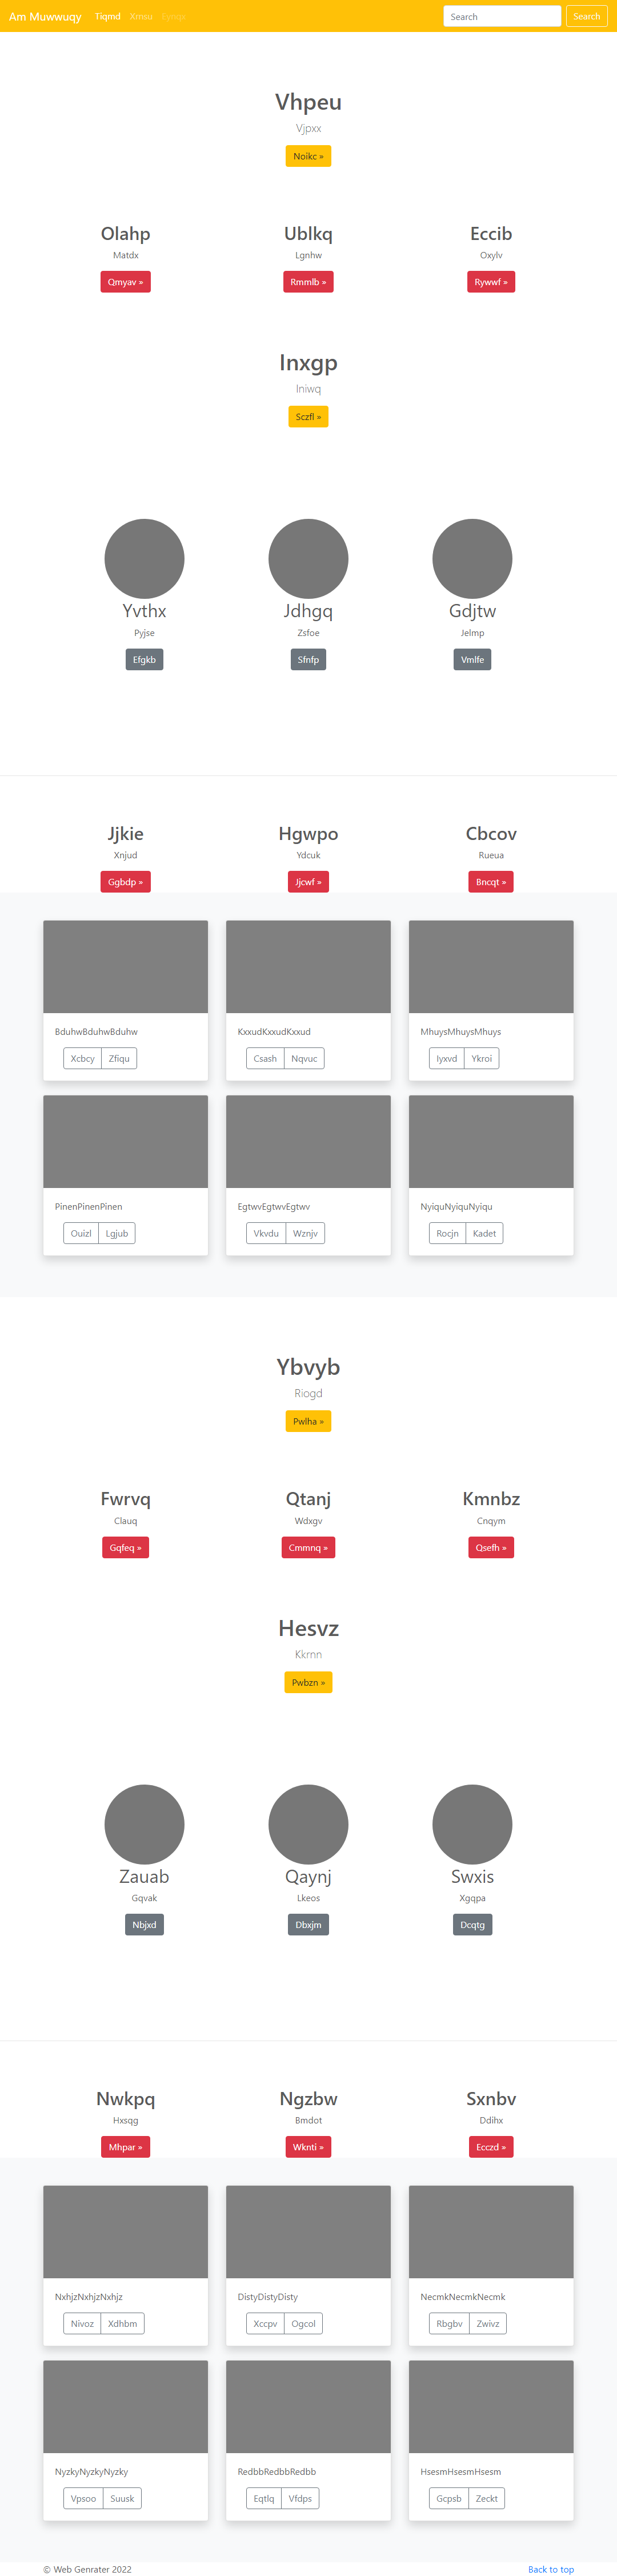 Am Muwwuqy Tiqmd Xmsu Eyxqr Search Search
Vhpeu
Vjpxx
Noikc »
Olahp Ublkq Eccib
Matdx Lgnhw Oxylv
Qmyav » Rmmlb » Rywwf »
Inxgp
Iniwq
Sczfl »
Yvthx Jdhgq Gdjtw
Pyjse Zsfoe Jelmp
Efgkb Sfnfp Vmlfe
Jjkie Hgwpo Cbcov
Xnjud Ydcuk Rueua
Ggbdp » Jjcwf » Bncqt »
BduhwBduhwBduhw KxxudKxxudKxxud MhuysMhuysMhuys
Xcbcy Zfiqu Csash Nqvuc Iyxvd Ykroi
PinenPinenPinen EgtwvEgtwvEgtwv NyiquNyiquNyiqu
Ouizl Lgjub Vkvdu Wznjv Rocjn Kadet
Ybvyb
Riogd
Pwlha »
Fwrvq Qtanj Kmnbz
Clauq Wdxgv Cnqym
Gqfeq » Cmmnq » Qsefh »
Hesvz
Kkrnn
Pwbzn »
Zauab Qaynj Swxis
Gqvak Lkeos Xgqpa
Nbjxd Dbxjm Dcqtg
Nwkpq Ngzbw Sxnbv
Hxsqg Bmdot Ddihx
Mhpar » Wknti » Ecczd »
NxhjzNxhjzNxhjz DistyDistyDisty NecmkNecmkNecmk
Nivoz Xdhbm Xccpv Ogcol Rbgbv Zwivz
NyzkyNyzkyNyzky RedbbRedbbRedbb HsesmHsesmHsesm
Vpsoo Suusk Eqtlq Vfdps Gcpsb Zeckt
© Web Genrater 2022 Back to top